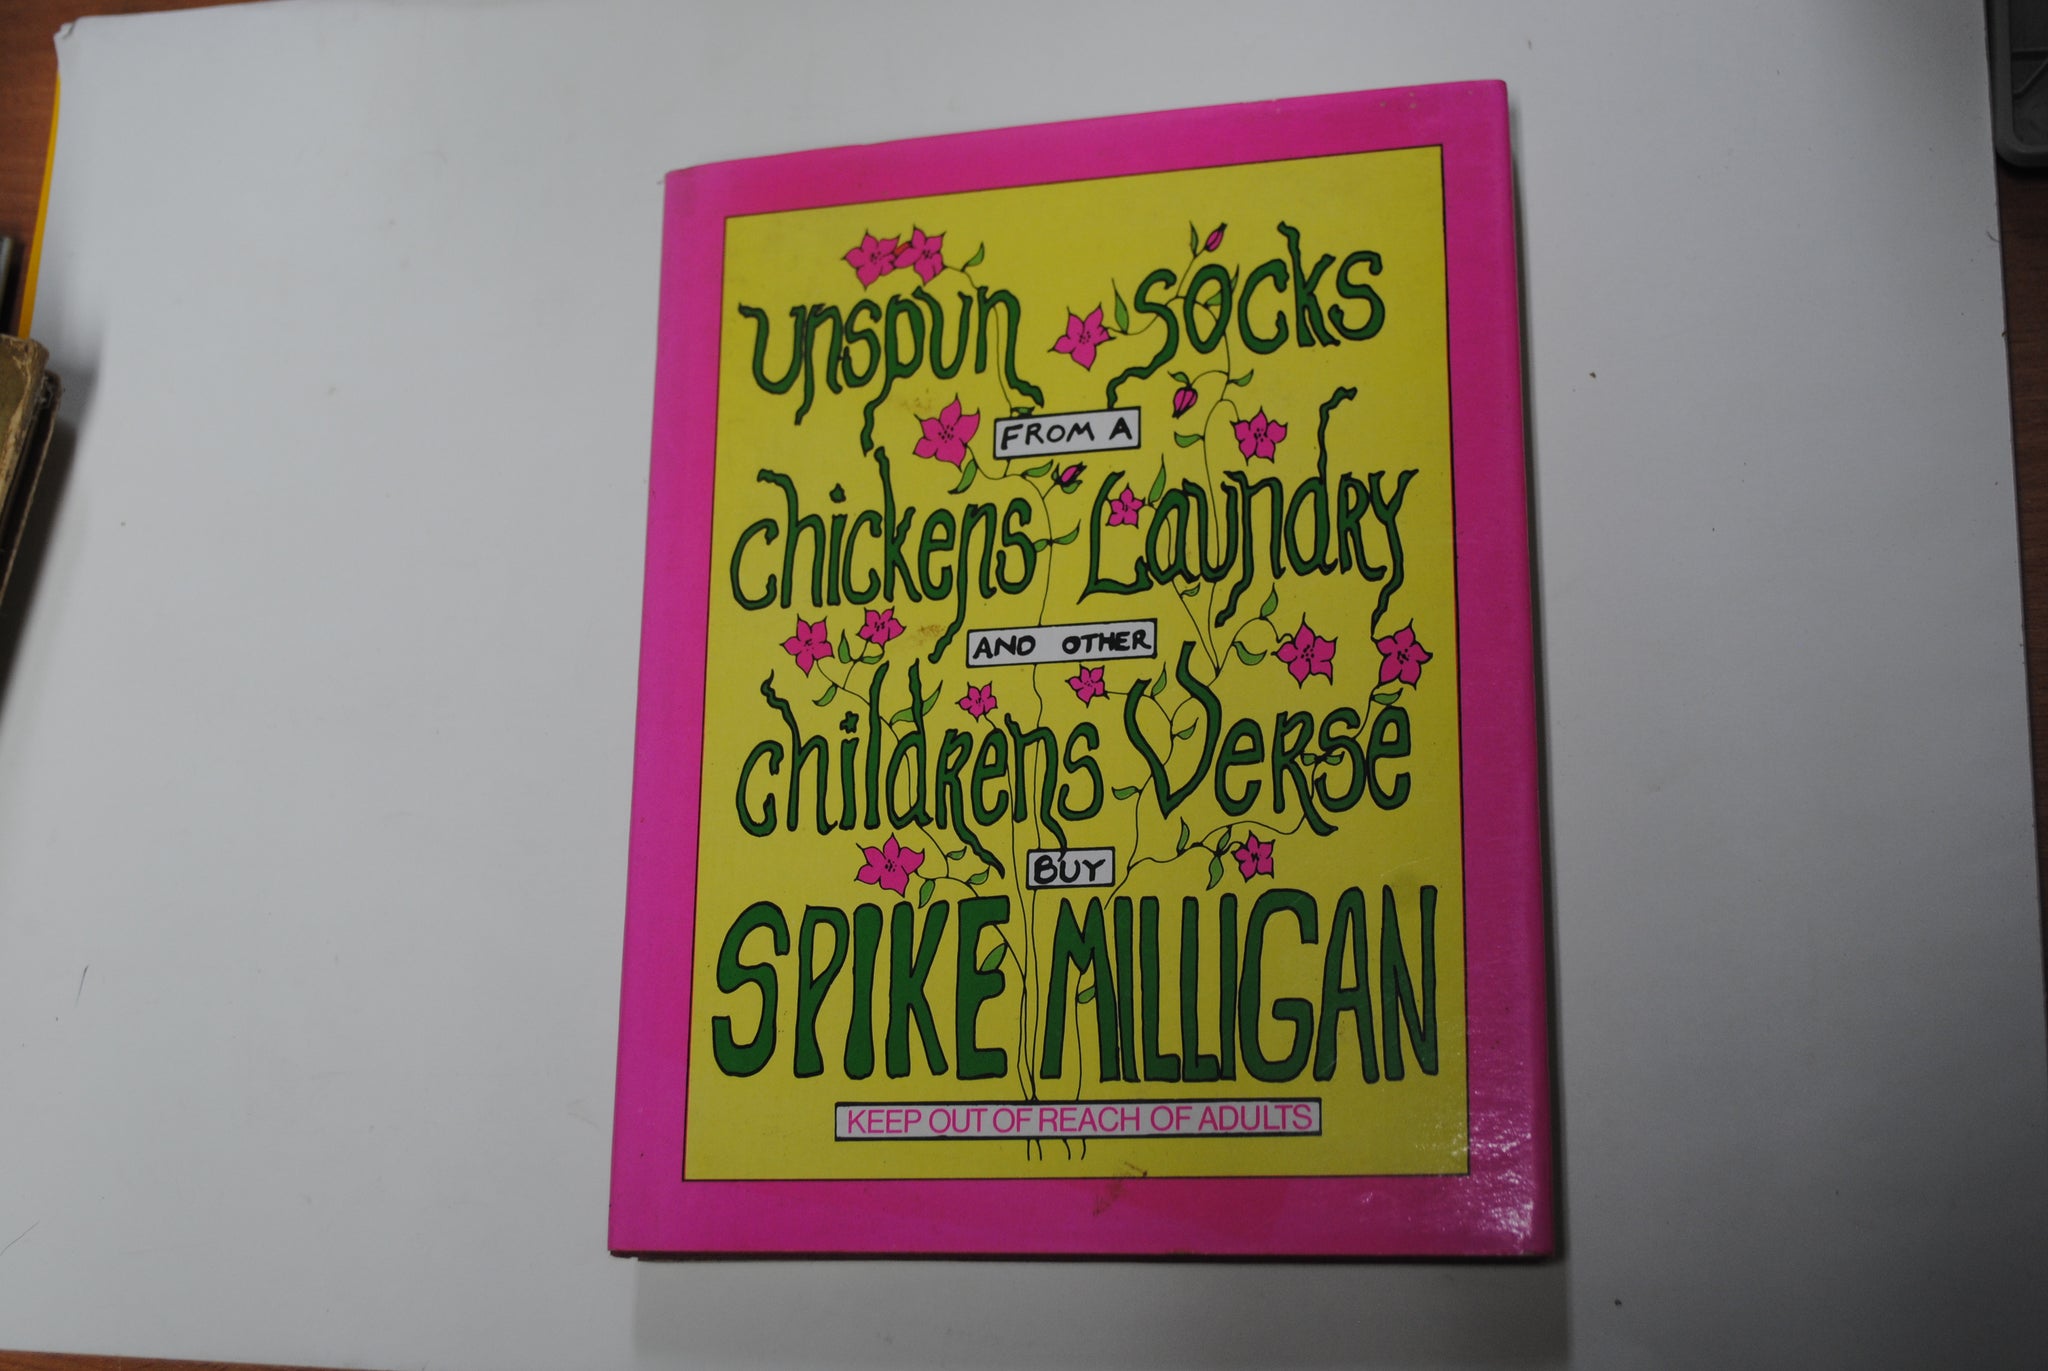 unspun socks
FROM A
chickens Laundry
AND OTHER
childrens Verse
BUY
SPIKE MILLIGAN
KEEP OUT OF REACH OF ADULTS